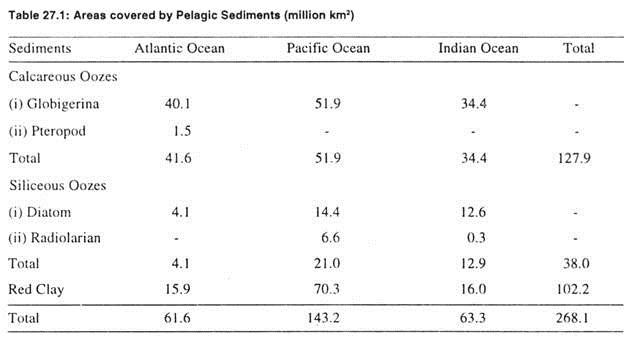 Table 27.1: Areas covered by Pelagic Sediments (million km²)
Sediments Atlantic Ocean Pacific Ocean Indian Ocean Total
Calcareous Oozes
(i) Globigerina 40.1 51.9 34.4 -
(ii) Pteropod 1.5 - - -
Total 41.6 51.9 34.4 127.9
Siliceous Oozes
(i) Diatom 4.1 14.4 12.6 -
(ii) Radiolarian - 6.6 0.3 -
Total 4.1 21.0 12.9 38.0
Red Clay 15.9 70.3 16.0 102.2
Total 61.6 143.2 63.3 268.1